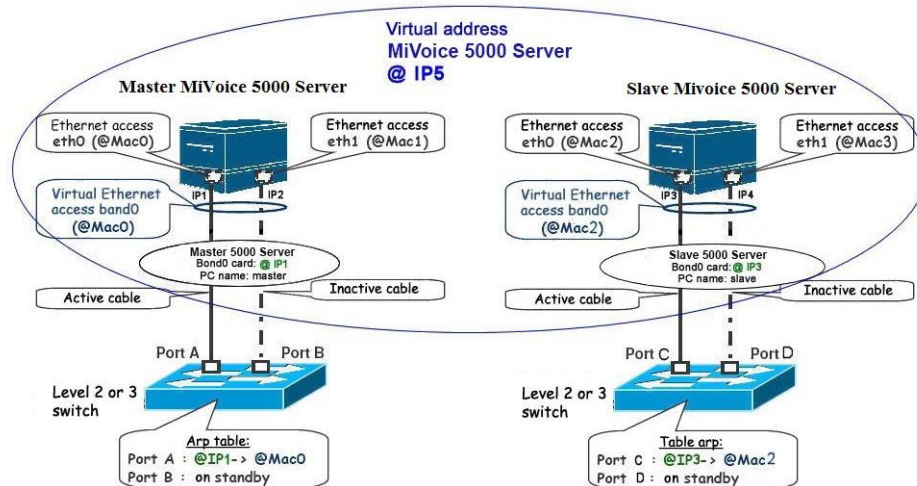 Virtual address
MiVoice 5000 Server
@ IP5
Master MiVoice 5000 Server
Slave Mivoice 5000 Server
Ethernet access
eth0 (@Mac0)
Ethernet access
eth1 (@Mac1)
Ethernet access
eth0 (@Mac2)
Ethernet access
eth1 (@Mac3)
IP1
IP2
IP3
IP4
Virtual Ethernet
access band0
(@Mac0)
Virtual Ethernet
access band0
(@Mac2)
Master 5000 Server
Bond0 card: @ IP1
PC name: master
Slave 5000 Server
Bond0 card: @ IP3
PC name: slave
Active cable
Inactive cable
Active cable
Inactive cable
Port A
Port B
Port C
Port D
Level 2 or 3
switch
Level 2 or 3
switch
Arp table:
Port A : @IP1-> @Mac0
Port B : on standby
Table arp:
Port C : @IP3-> @Mac2
Port D : on standby